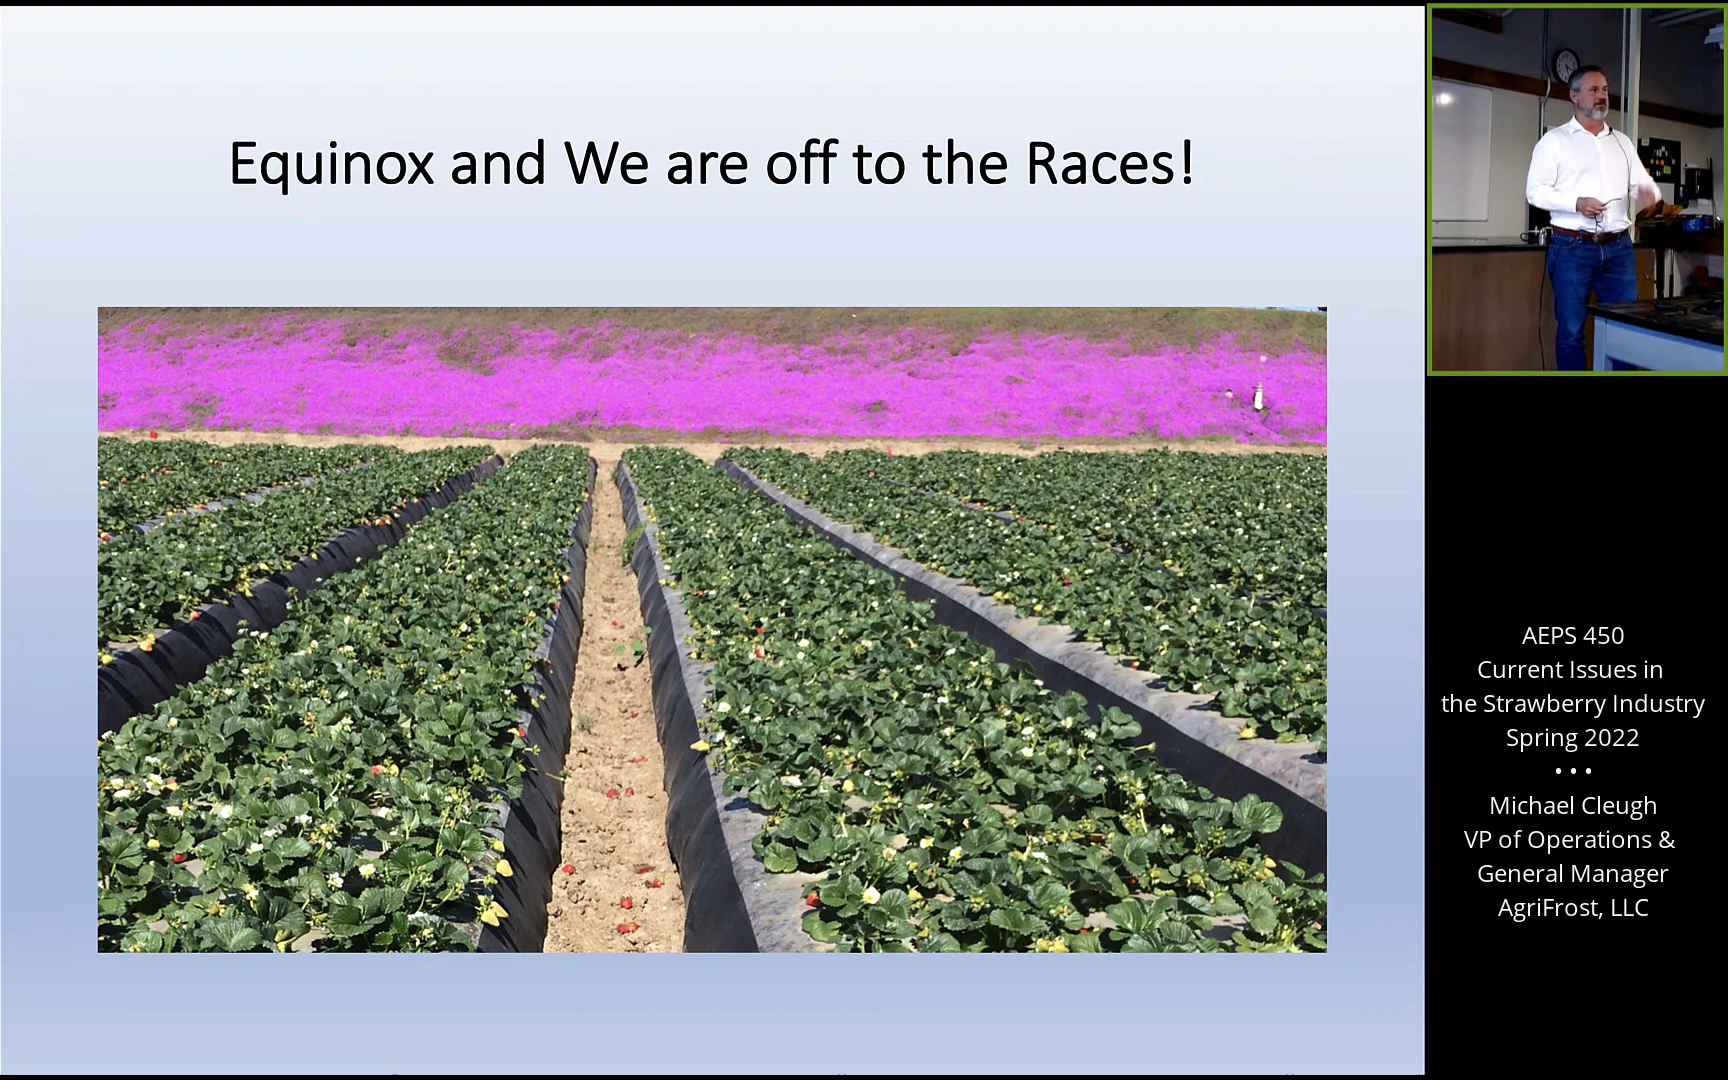 Equinox and We are off to the Races!
AEPS 450
Current Issues in
the Strawberry Industry
Spring 2022
• • •
Michael Cleugh
VP of Operations &
General Manager
AgriFrost, LLC